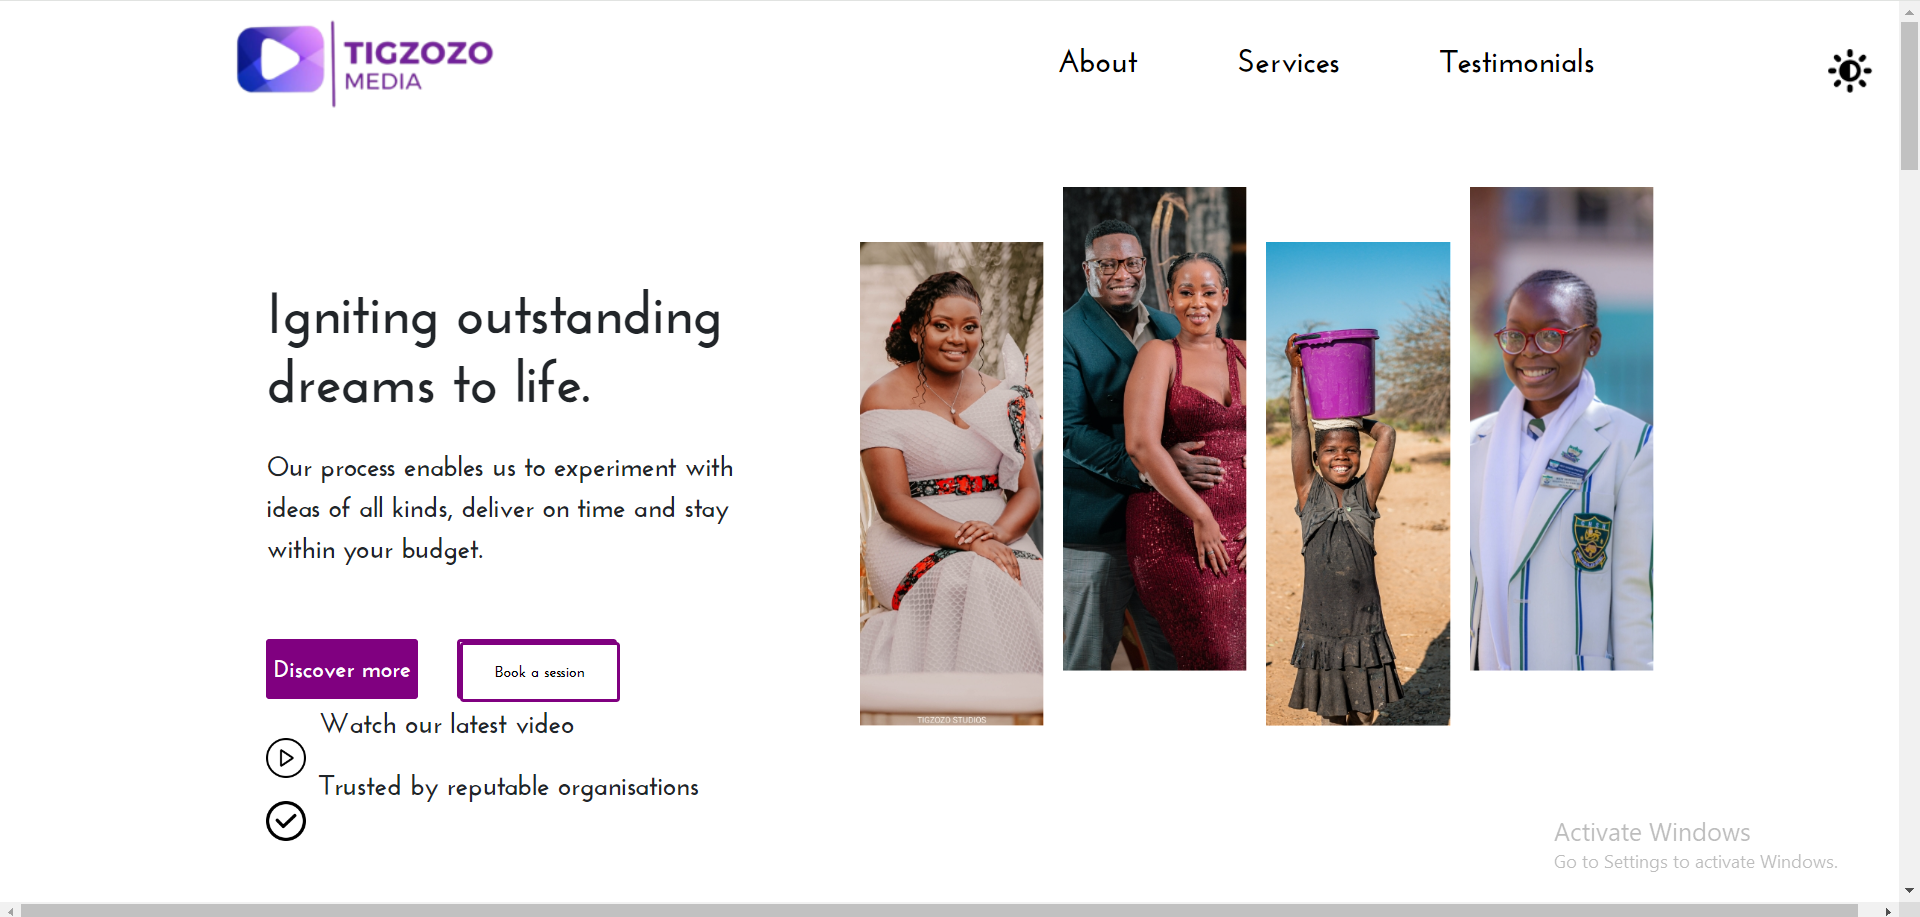 TIGZOZO
MEDIA
About
Services
Testimonials
Igniting outstanding
dreams to life.
Our process enables us to experiment with
ideas of all kinds, deliver on time and stay
within your budget.
Discover more
Book a session
Watch our latest video
Trusted by reputable organisations
TIGZOZO STUDIOS
Activate Windows
Go to Settings to activate Windows.